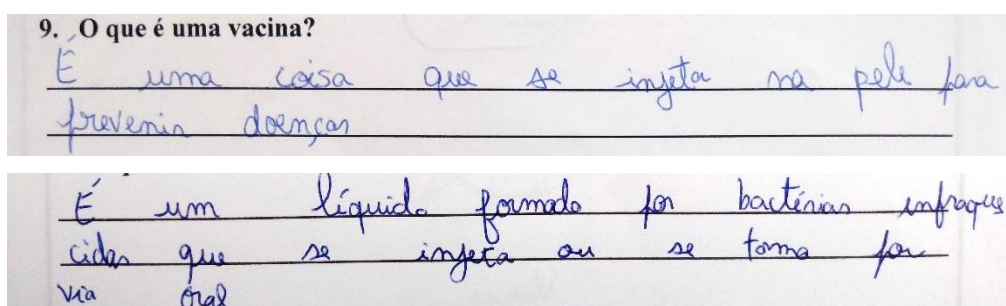 9. O que é uma vacina?
É uma coisa que se injeta na pele para
prevenir doenças
É um líquido formado por bactérias infraque
cidas que se injeta ou se toma por
via oral